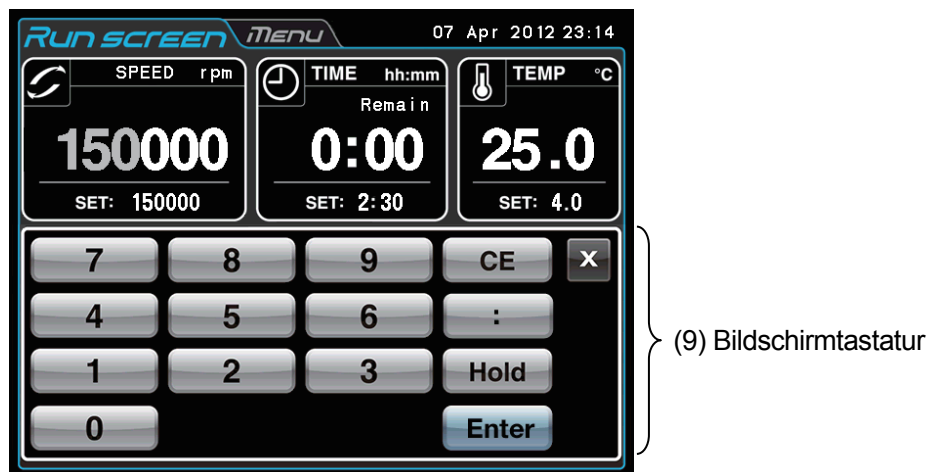 Run screen Menu 07 Apr 2012 23:14
SPEED rpm TIME hh:mm TEMP °C
Remain
150000 0:00 25.0
SET: 150000 SET: 2:30 SET: 4.0
7 8 9 CE X
4 5 6 :
1 2 3 Hold
0 Enter
(9) Bildschirmtastatur